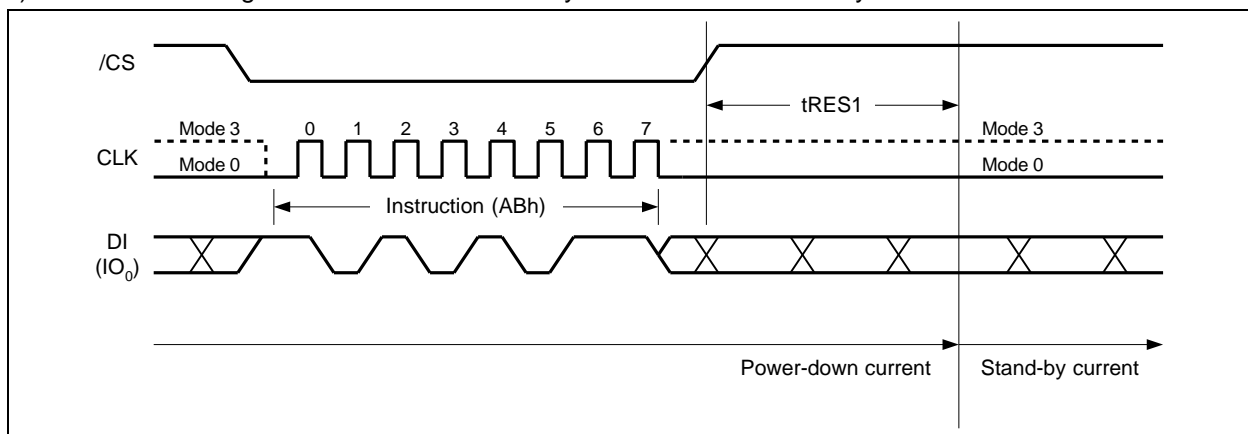 /CS
tRES1
Mode 3 0 1 2 3 4 5 6 7 Mode 3
CLK
Mode 0 Mode 0
Instruction (ABh)
DI
(IO0)
Power-down current Stand-by current